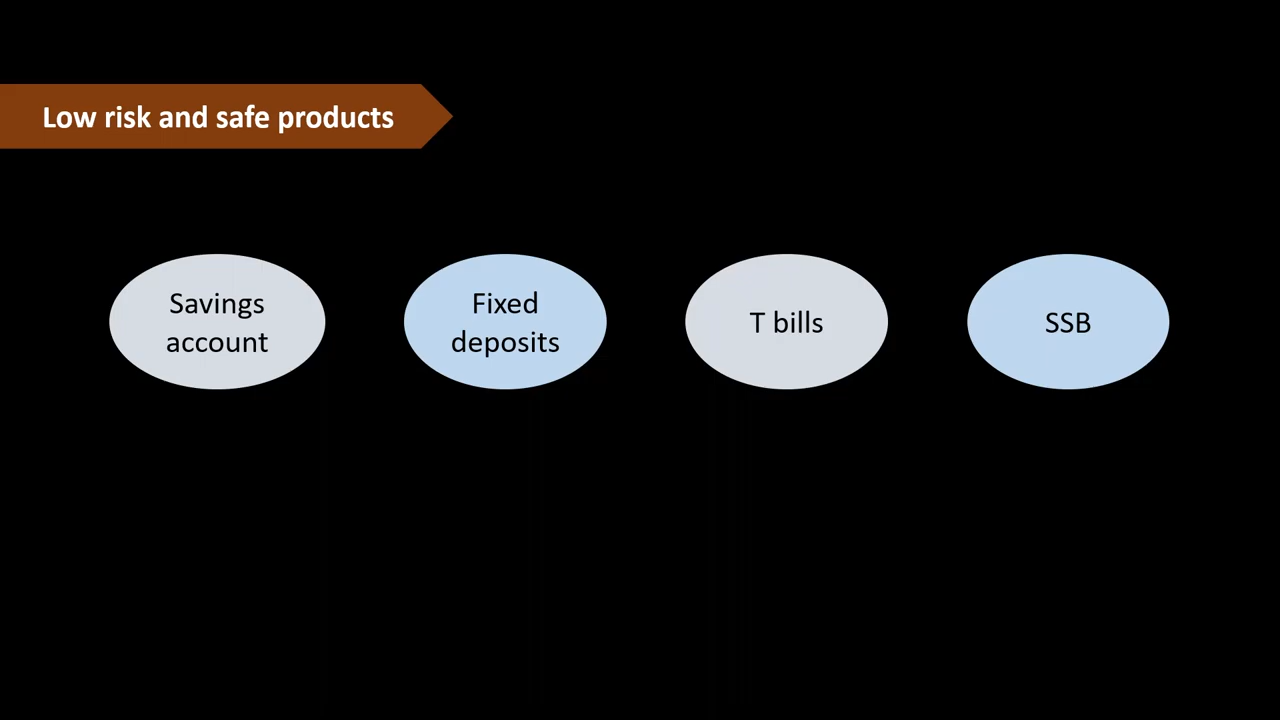 Low risk and safe products
Savings
account
Fixed
deposits
T bills
SSB